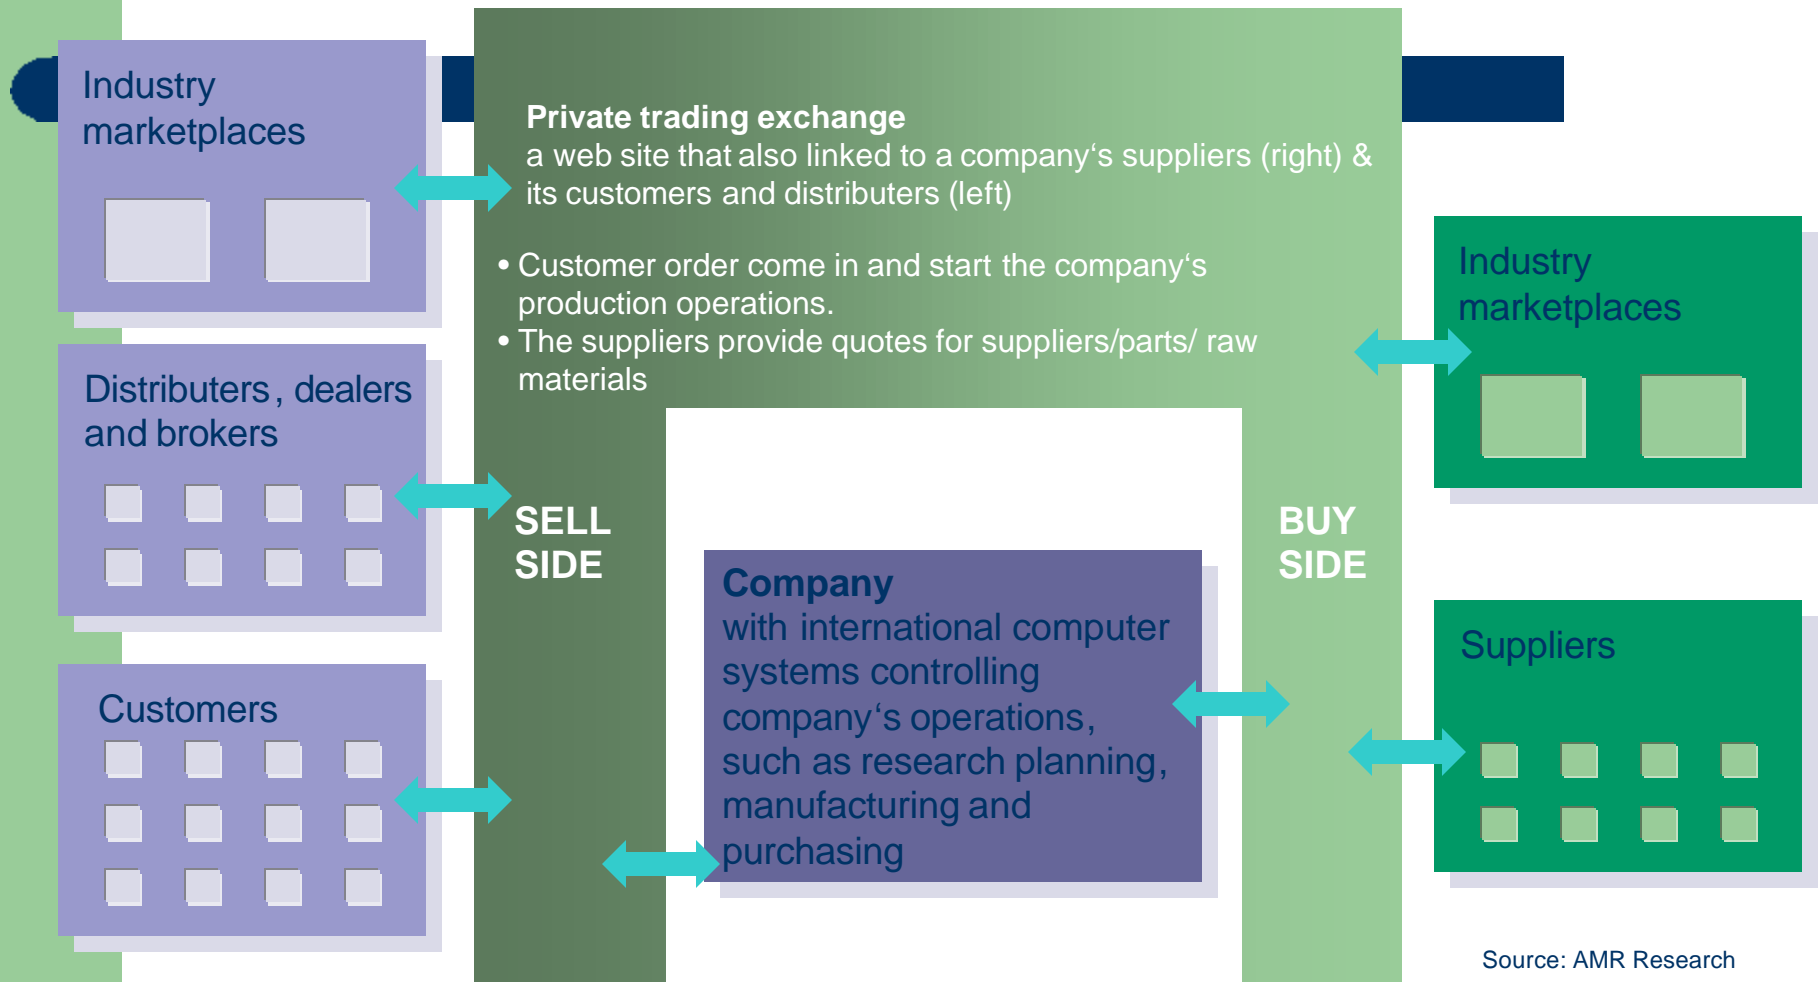 Industry
marketplaces
Private trading exchange
a web site that also linked to a company‘s suppliers (right) &
its customers and distributers (left)
• Customer order come in and start the company‘s
production operations.
• The suppliers provide quotes for suppliers/parts/ raw
materials
Industry
marketplaces
Distributers, dealers
and brokers
SELL
SIDE
BUY
SIDE
Company
with international computer
systems controlling
company‘s operations,
such as research planning,
manufacturing and
purchasing
Suppliers
Customers
Source: AMR Research